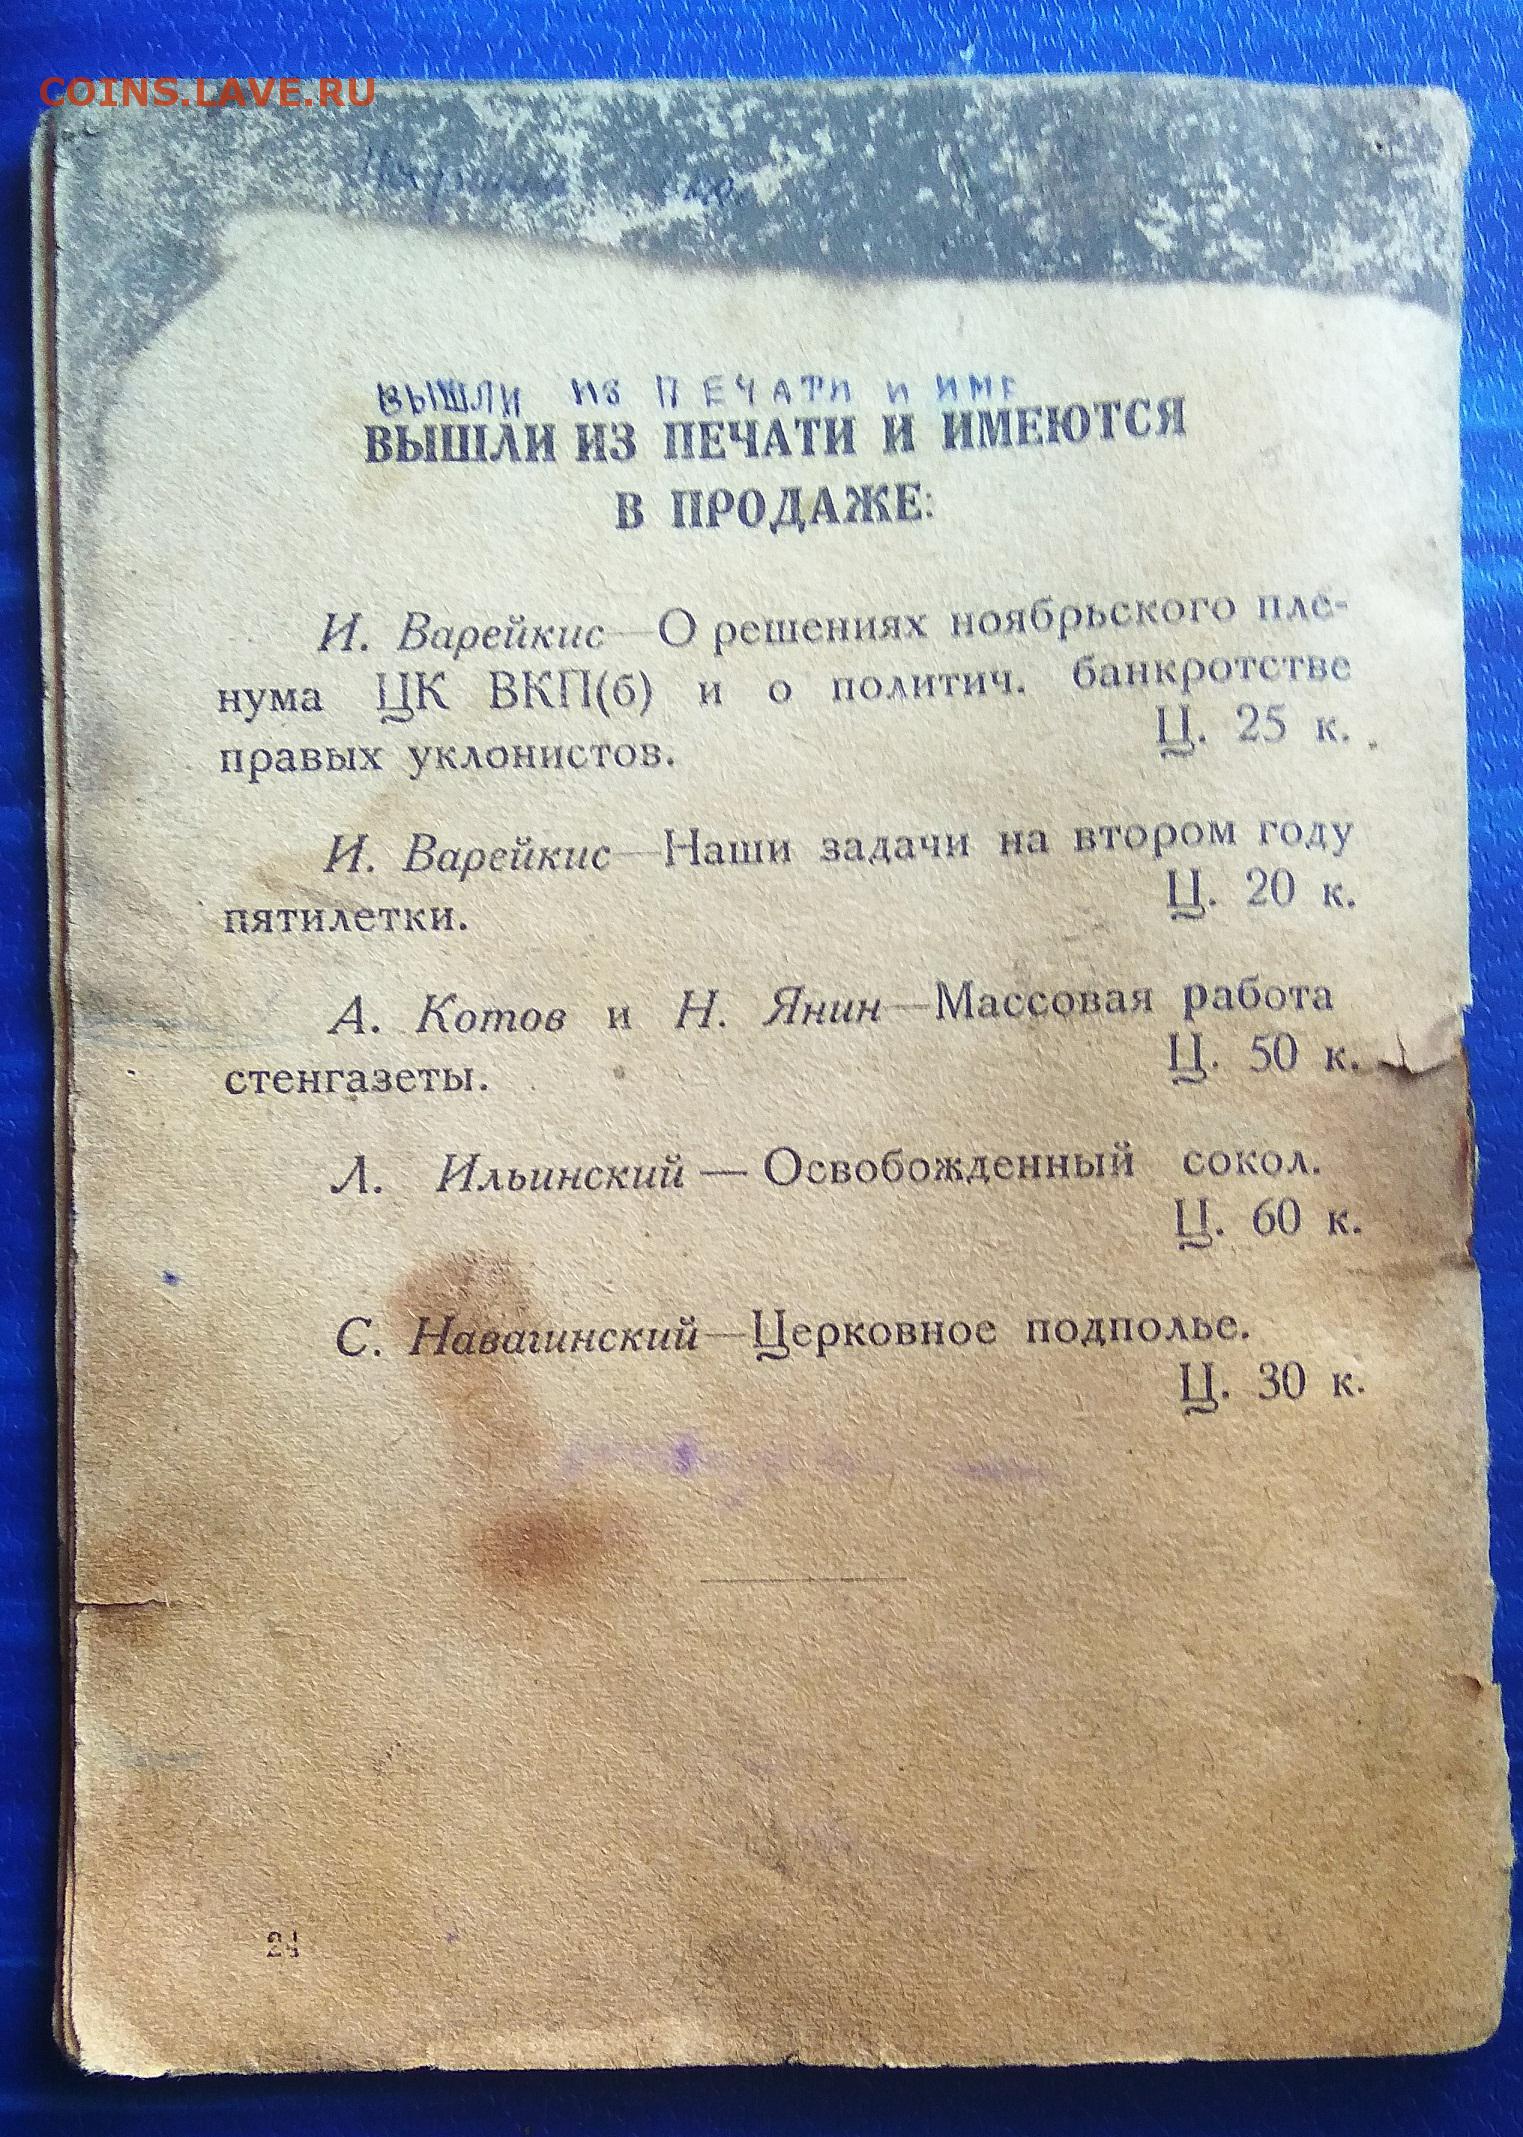 COINS.LAVE.RU
ВЫШЛИ ИЗ ПЕЧАТИ И ИМЕ
ВЫШЛИ ИЗ ПЕЧАТИ И ИМЕЮТСЯ
В ПРОДАЖЕ:
И. Варейкис—О решениях ноябрьского пле-
нума ЦК ВКП(б) и о политич. банкротстве
правых уклонистов. Ц. 25 к.
И. Варейкис—Наши задачи на втором году
пятилетки. Ц. 20 к.
А. Котов и Н. Янин—Массовая работа
стенгазеты. Ц. 50 к.
Л. Ильинский — Освобожденный сокол.
Ц. 60 к.
С. Навагинский—Церковное подполье.
Ц. 30 к.
24